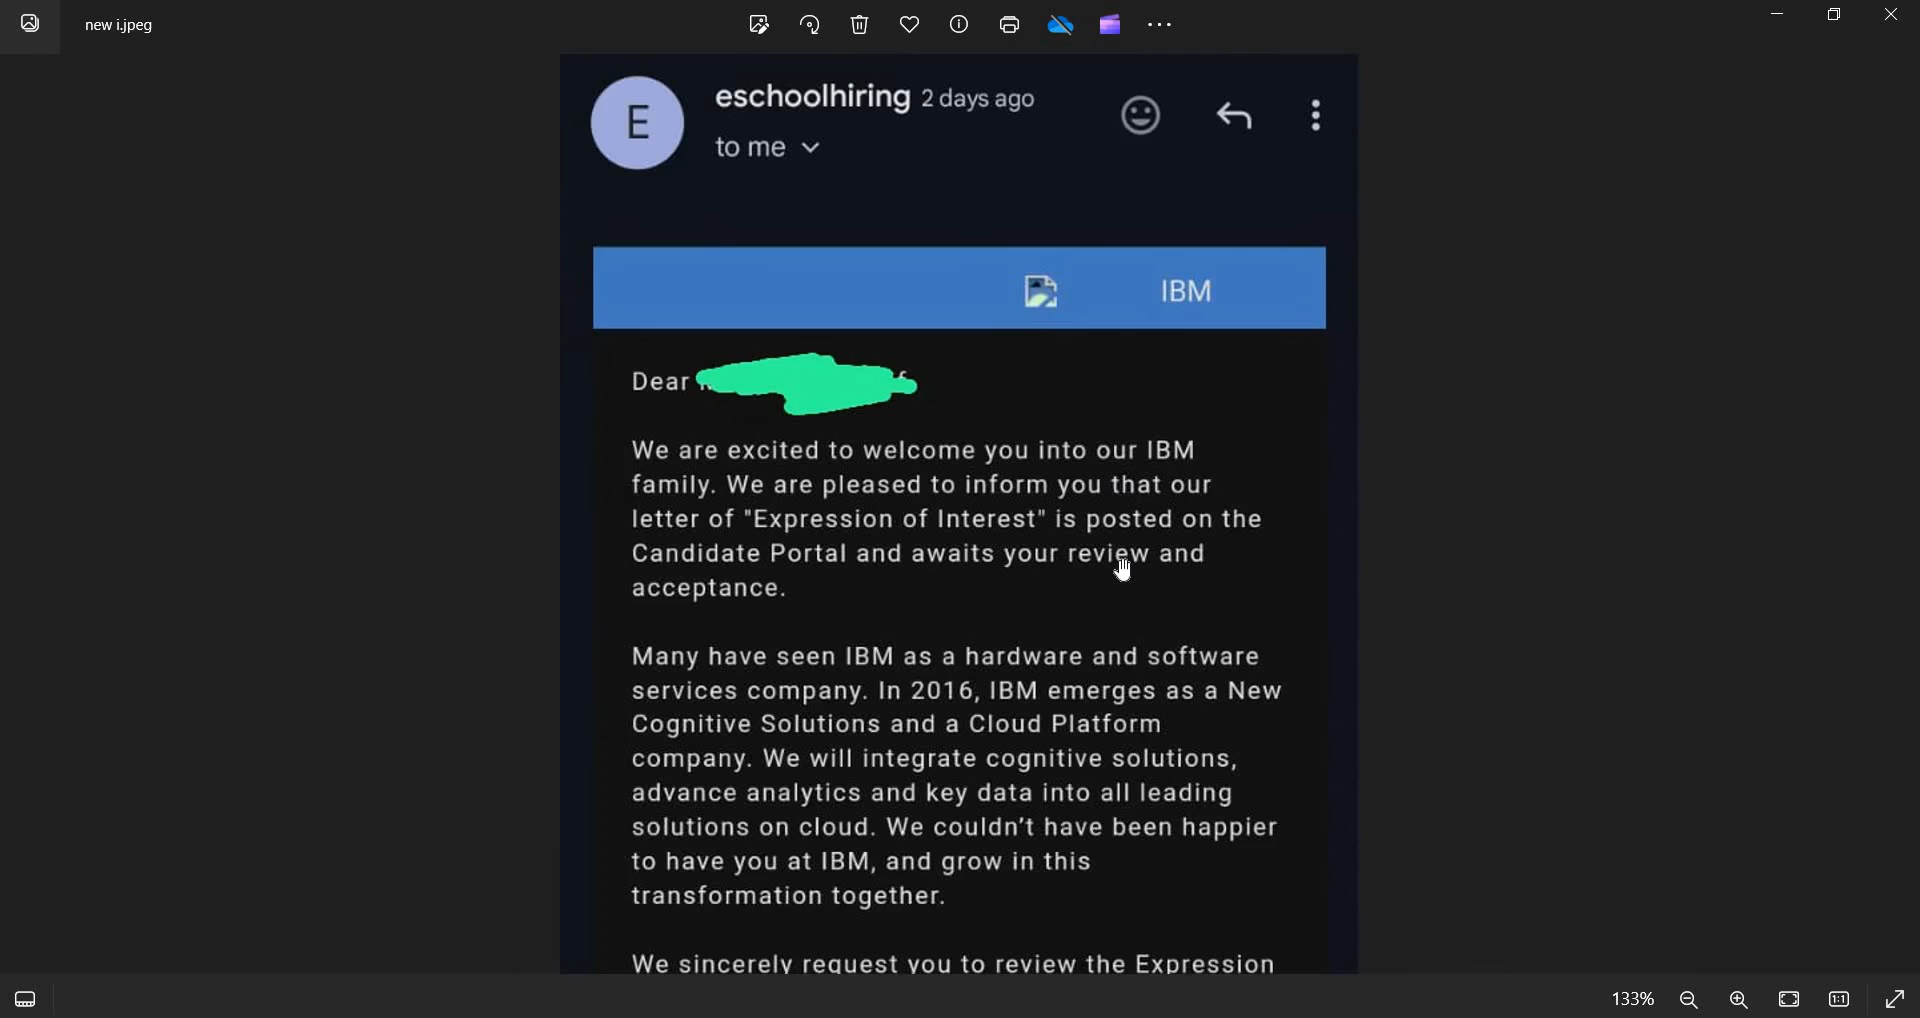 new i.jpeg
eschoolhiring 2 days ago
E
to me
IBM
Dear
We are excited to welcome you into our IBM
family. We are pleased to inform you that our
letter of "Expression of Interest" is posted on the
Candidate Portal and awaits your review and
acceptance.
Many have seen IBM as a hardware and software
services company. In 2016, IBM emerges as a New
Cognitive Solutions and a Cloud Platform
company. We will integrate cognitive solutions,
advance analytics and key data into all leading
solutions on cloud. We couldn't have been happier
to have you at IBM, and grow in this
transformation together.
We sincerely request you to review the Expression
133%
1:1